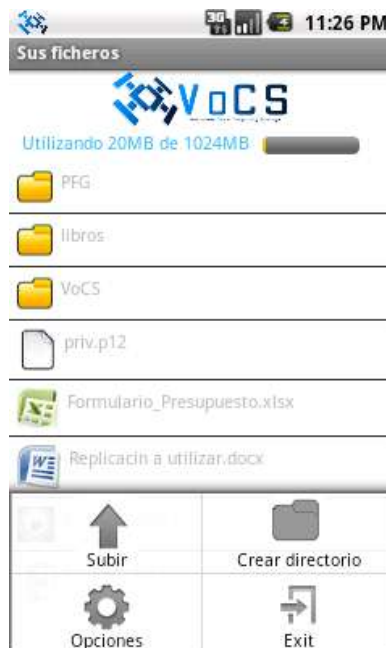 3G
11:26 PM
Sus ficheros
VOCS
Utilizando 20MB de 1024MB
PFG
libros
VoCS
priv.p12
Formulario_Presupuesto.xlsx
Replicacin a utilizar.docx
Subir
Crear directorio
Opciones
Exit